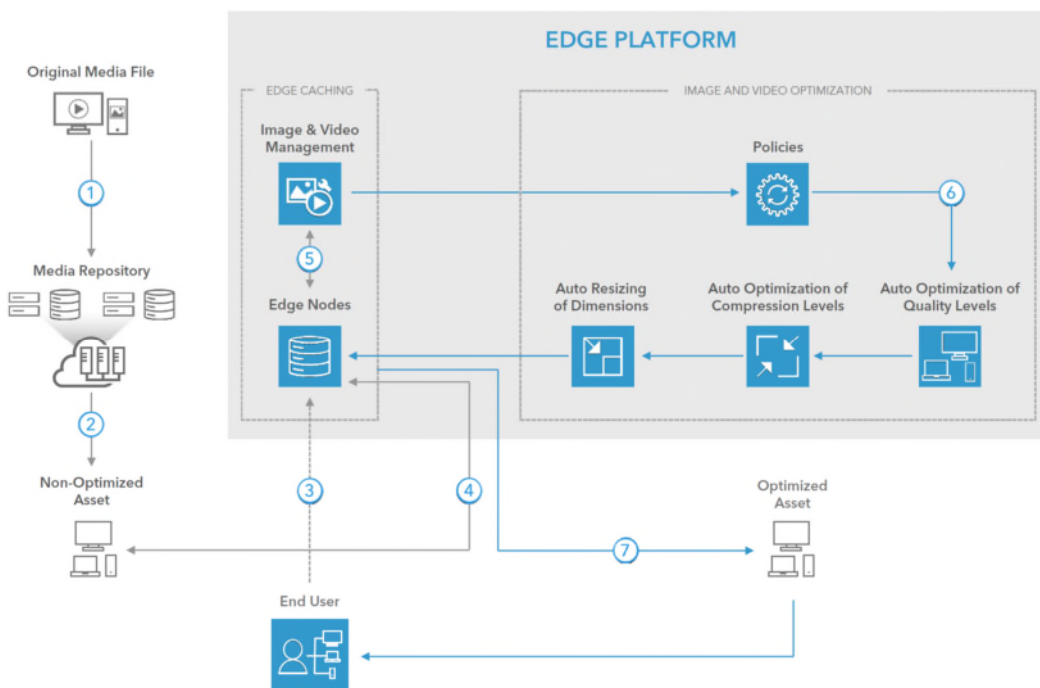 EDGE PLATFORM
Original Media File
EDGE CACHING
IMAGE AND VIDEO OPTIMIZATION
Image & Video
Management
Policies
1
6
5
Media Repository
Edge Nodes
Auto Resizing
of Dimensions
Auto Optimization of
Compression Levels
Auto Optimization of
Quality Levels
2
Non-Optimized
Asset
3
4
Optimized
Asset
7
End User